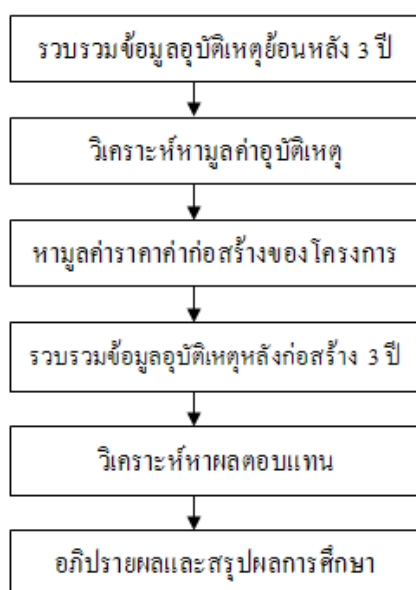 รวบรวมข้อมูลอุบัติเหตุย้อนหลัง 3 ปี
วิเคราะห์หามูลค่าอุบัติเหตุ
หามูลค่าราคาค่าก่อสร้างของโครงการ
รวบรวมข้อมูลอุบัติเหตุหลังก่อสร้าง 3 ปี
วิเคราะห์หาผลตอบแทน
อภิปรายผลและสรุปผลการศึกษา